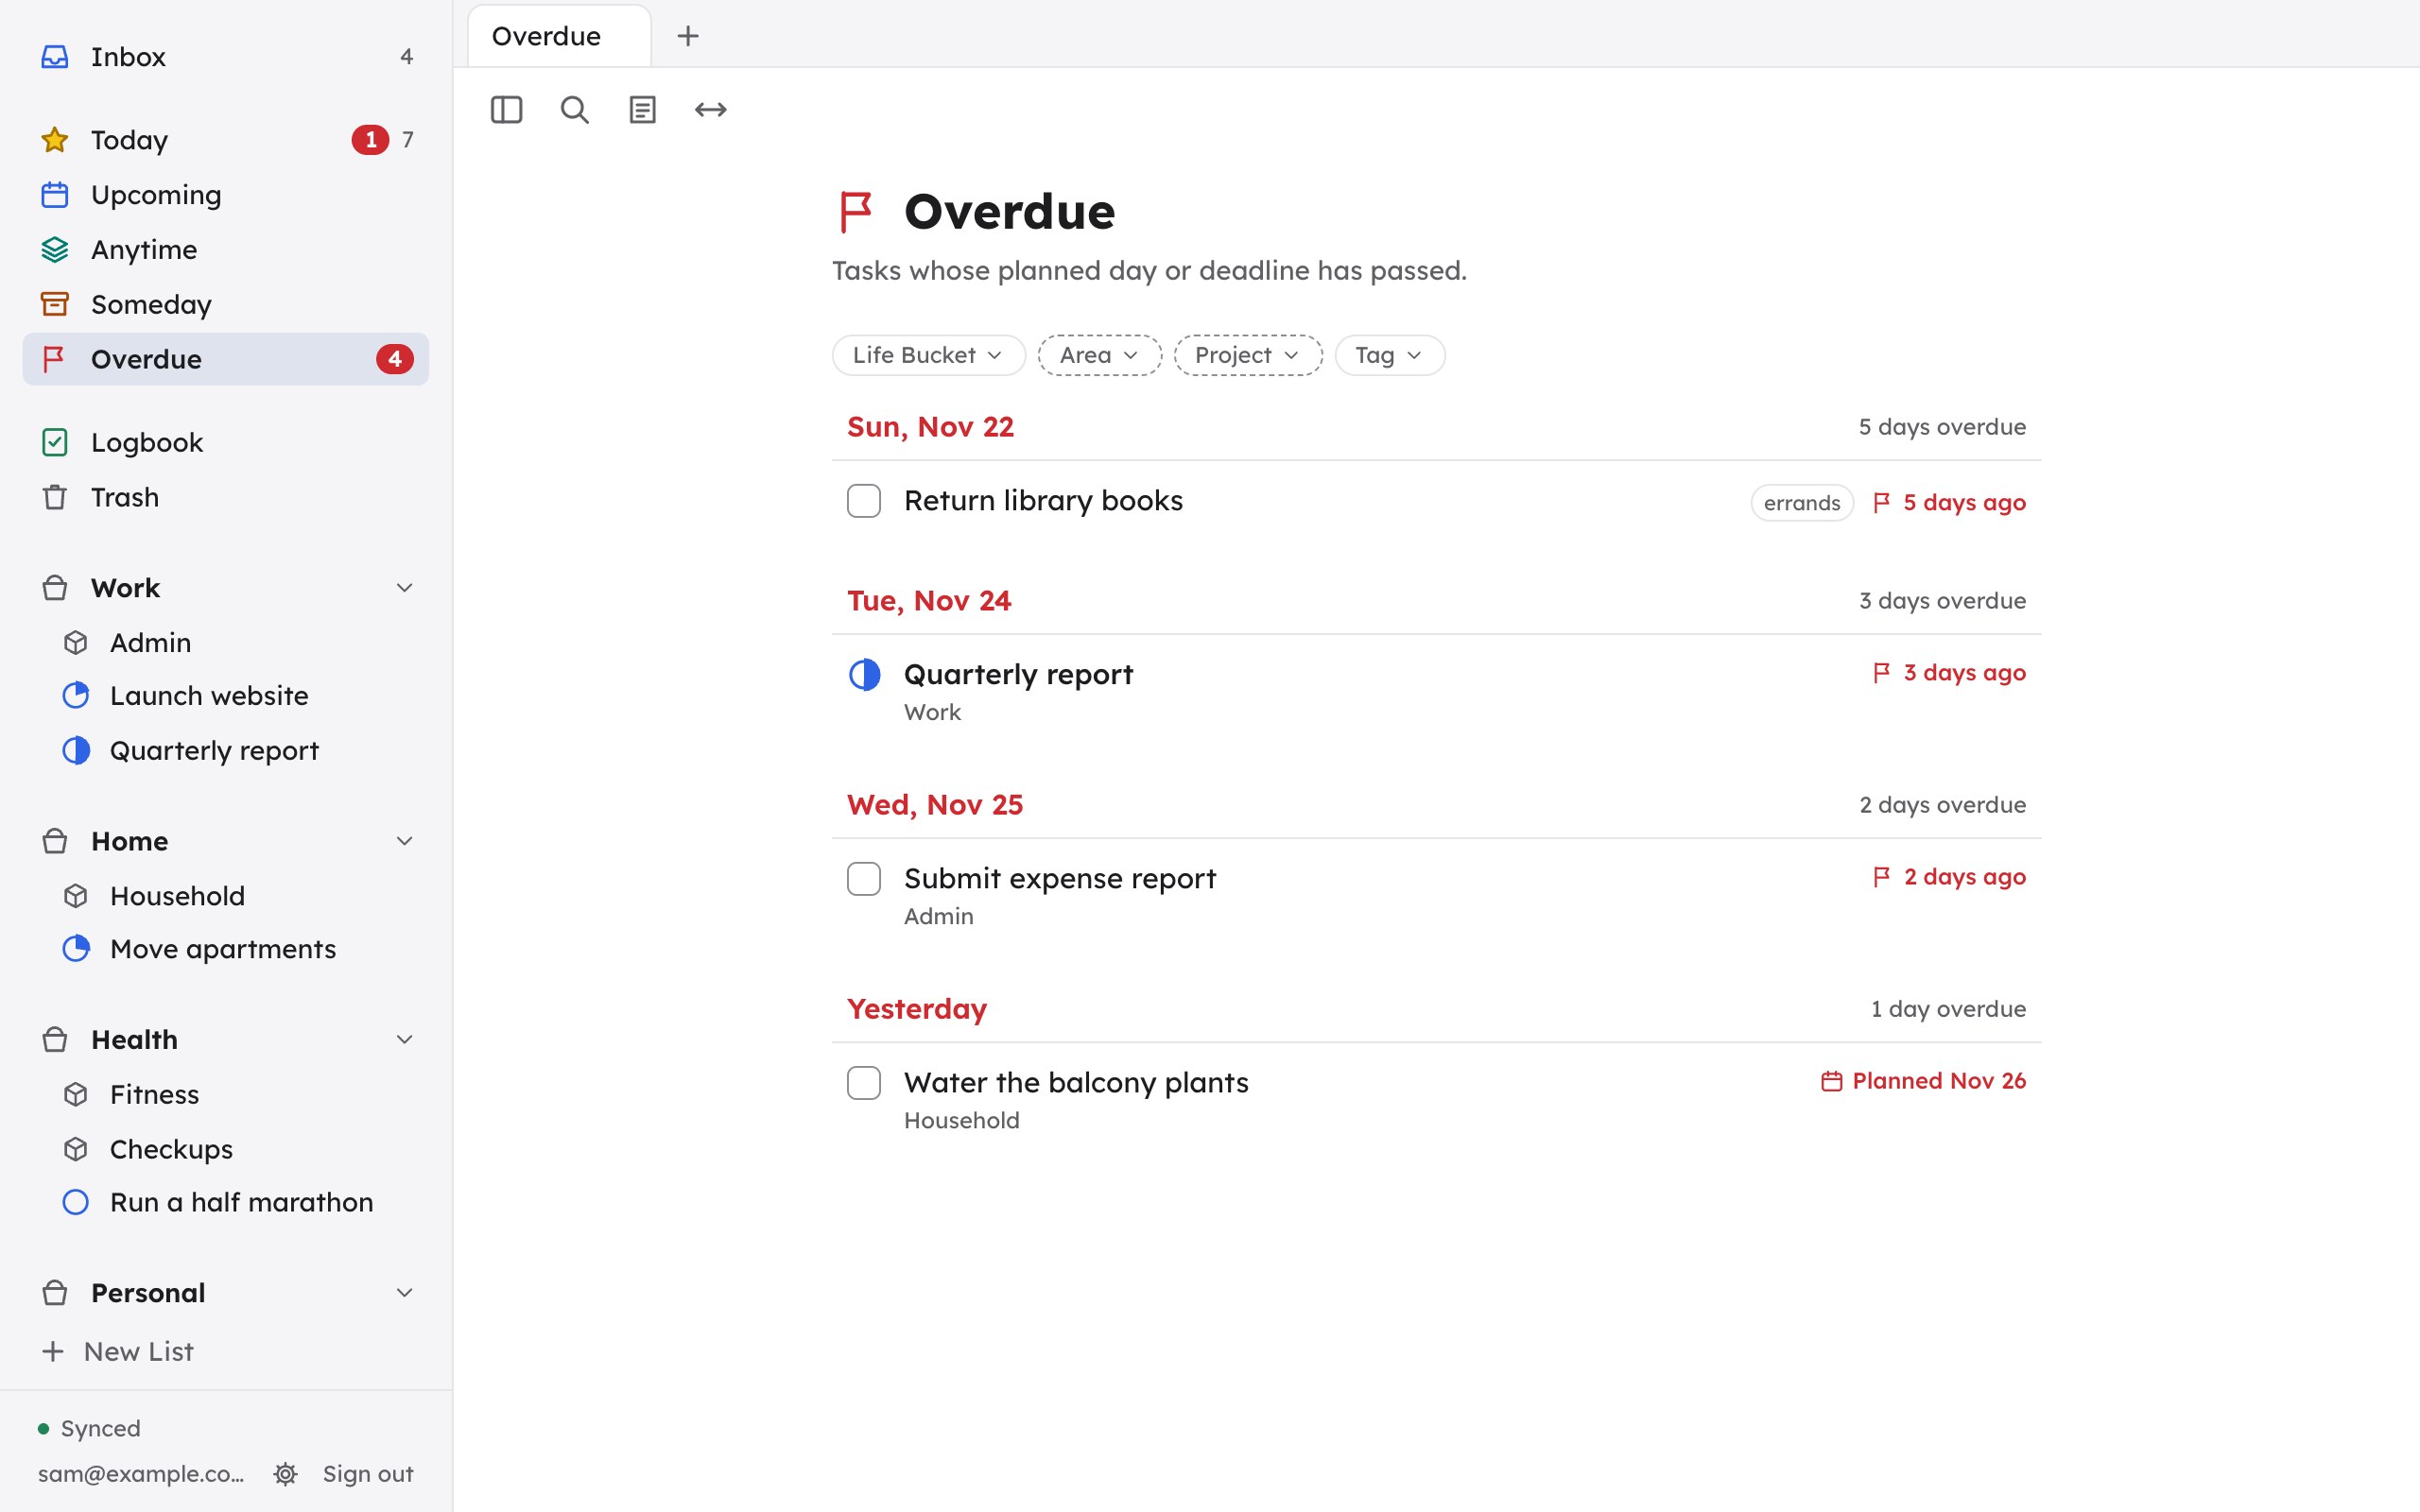 Inbox 4
Today 1 7
Upcoming
Anytime
Someday
Overdue 4
Logbook
Trash
Work
Admin
Launch website
Quarterly report
Home
Household
Move apartments
Health
Fitness
Checkups
Run a half marathon
Personal
New List
Synced
sam@example.co... Sign out
Overdue
Overdue
Tasks whose planned day or deadline has passed.
Life Bucket Area Project Tag
Sun, Nov 22 5 days overdue
Return library books errands 5 days ago
Tue, Nov 24 3 days overdue
Quarterly report 3 days ago
Work
Wed, Nov 25 2 days overdue
Submit expense report 2 days ago
Admin
Yesterday 1 day overdue
Water the balcony plants Planned Nov 26
Household